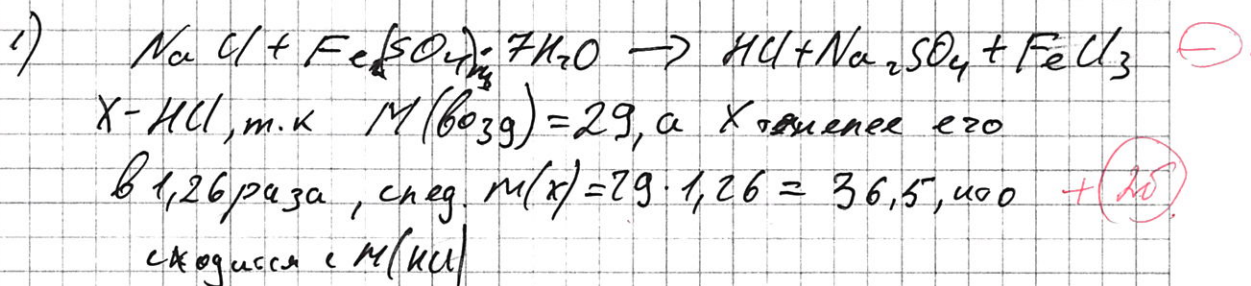 1) NaCl + Fe(SO4)·7H2O → HCl + Na2SO4 + FeCl3 −
X - HCl, т.к M(возд) = 29, а X тяжелее его
в 1,26 раза, след. M(x) = 29 · 1,26 = 36,5, что + 2б
сходится с M(HCl)